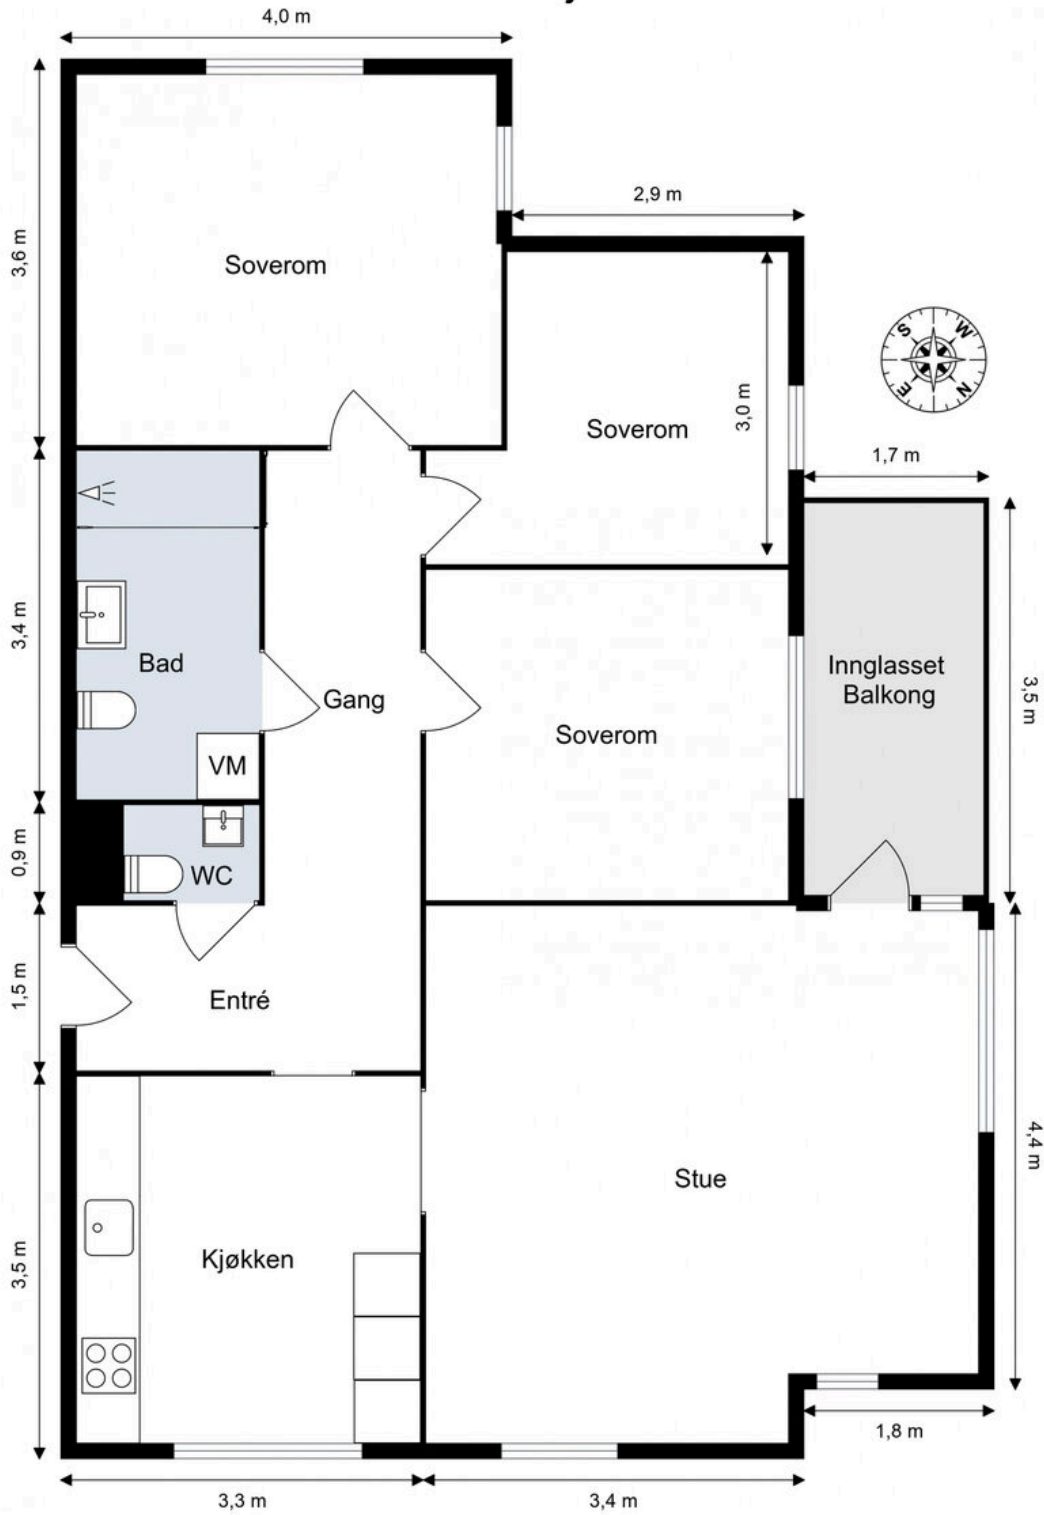 4,0 m
2,9 m
3,6 m
Soverom
S
W
E
N
Soverom
3,0 m
1,7 m
3,4 m
Bad
Gang
Innglasset
Balkong
3,5 m
Soverom
VM
0,9 m
WC
1,5 m
Entré
4,4 m
Stue
3,5 m
Kjøkken
1,8 m
3,3 m
3,4 m